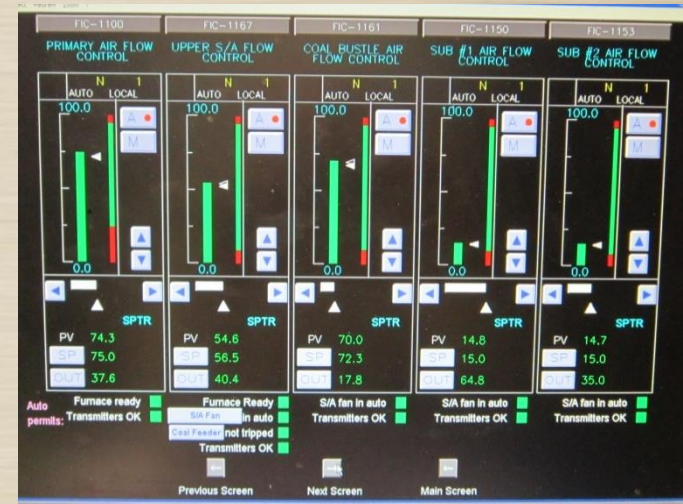 FIC-1100
PRIMARY AIR FLOW
CONTROL
N 1
AUTO LOCAL
100.0
A
M
0.0
SPTR
PV 74.3
SP 75.0
OUT 37.6
FIC-1167
UPPER S/A FLOW
CONTROL
N 1
AUTO LOCAL
100.0
A
M
0.0
SPTR
PV 54.6
SP 56.5
OUT 40.4
FIC-1161
COAL BUSTLE AIR
FLOW CONTROL
N 1
AUTO LOCAL
100.0
A
M
0.0
SPTR
PV 70.0
SP 72.3
OUT 17.8
FIC-1150
SUB #1 AIR FLOW
CONTROL
N 1
AUTO LOCAL
100.0
A
M
0.0
SPTR
PV 14.8
SP 15.0
OUT 64.8
FIC-1153
SUB #2 AIR FLOW
CONTROL
N 1
AUTO LOCAL
100.0
A
M
0.0
SPTR
PV 14.7
SP 15.0
OUT 35.0
Auto
permits:
Furnace ready
Transmitters OK
Furnace Ready
S/A Fan in auto
Coal Feeder not tripped
Transmitters OK
S/A fan in auto
Transmitters OK
S/A fan in auto
Transmitters OK
S/A fan in auto
Transmitters OK
Previous Screen
Next Screen
Main Screen